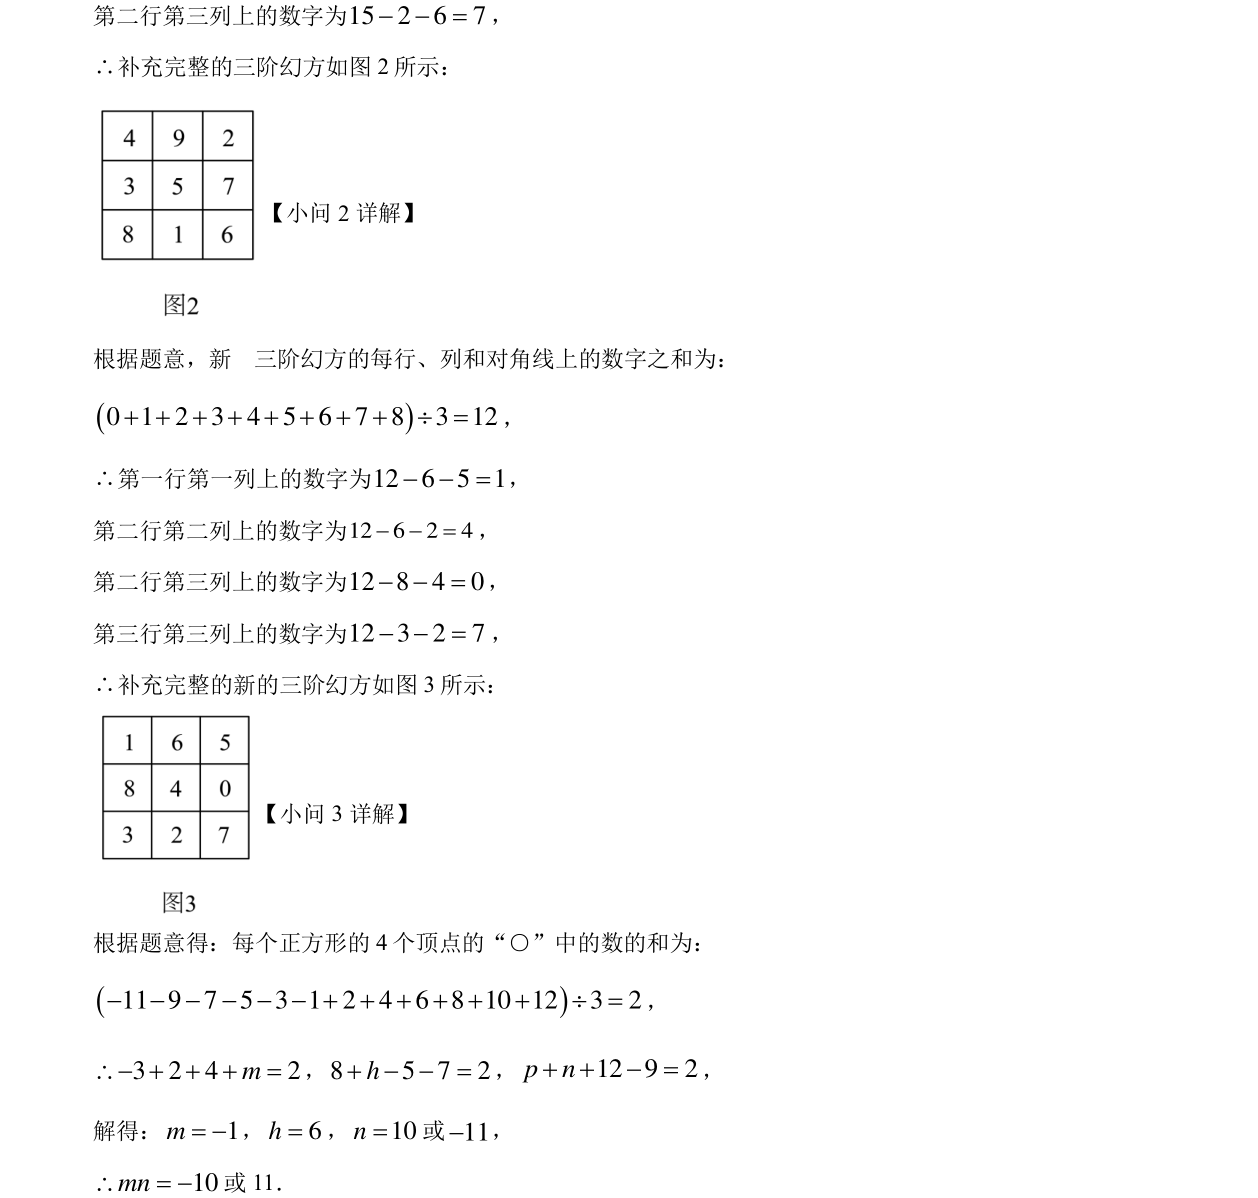 第二行第三列上的数字为15－2－6＝7，
∴补充完整的三阶幻方如图 2 所示：
4 9 2
3 5 7
8 1 6
【小问 2 详解】
图2
根据题意，新　三阶幻方的每行、列和对角线上的数字之和为：
(0+1+2+3+4+5+6+7+8)÷3=12，
∴第一行第一列上的数字为12－6－5＝1，
第二行第二列上的数字为12－6－2＝4，
第二行第三列上的数字为12－8－4＝0，
第三行第三列上的数字为12－3－2＝7，
∴补充完整的新的三阶幻方如图 3 所示：
1 6 5
8 4 0
3 2 7
【小问 3 详解】
图3
根据题意得：每个正方形的 4 个顶点的“○”中的数的和为：
(−11−9−7−5−3−1+2+4+6+8+10+12)÷3=2，
∴−3+2+4+m=2，8+h−5−7=2，p+n+12−9=2，
解得：m=−1，h=6，n=10或−11，
∴mn=−10或 11．